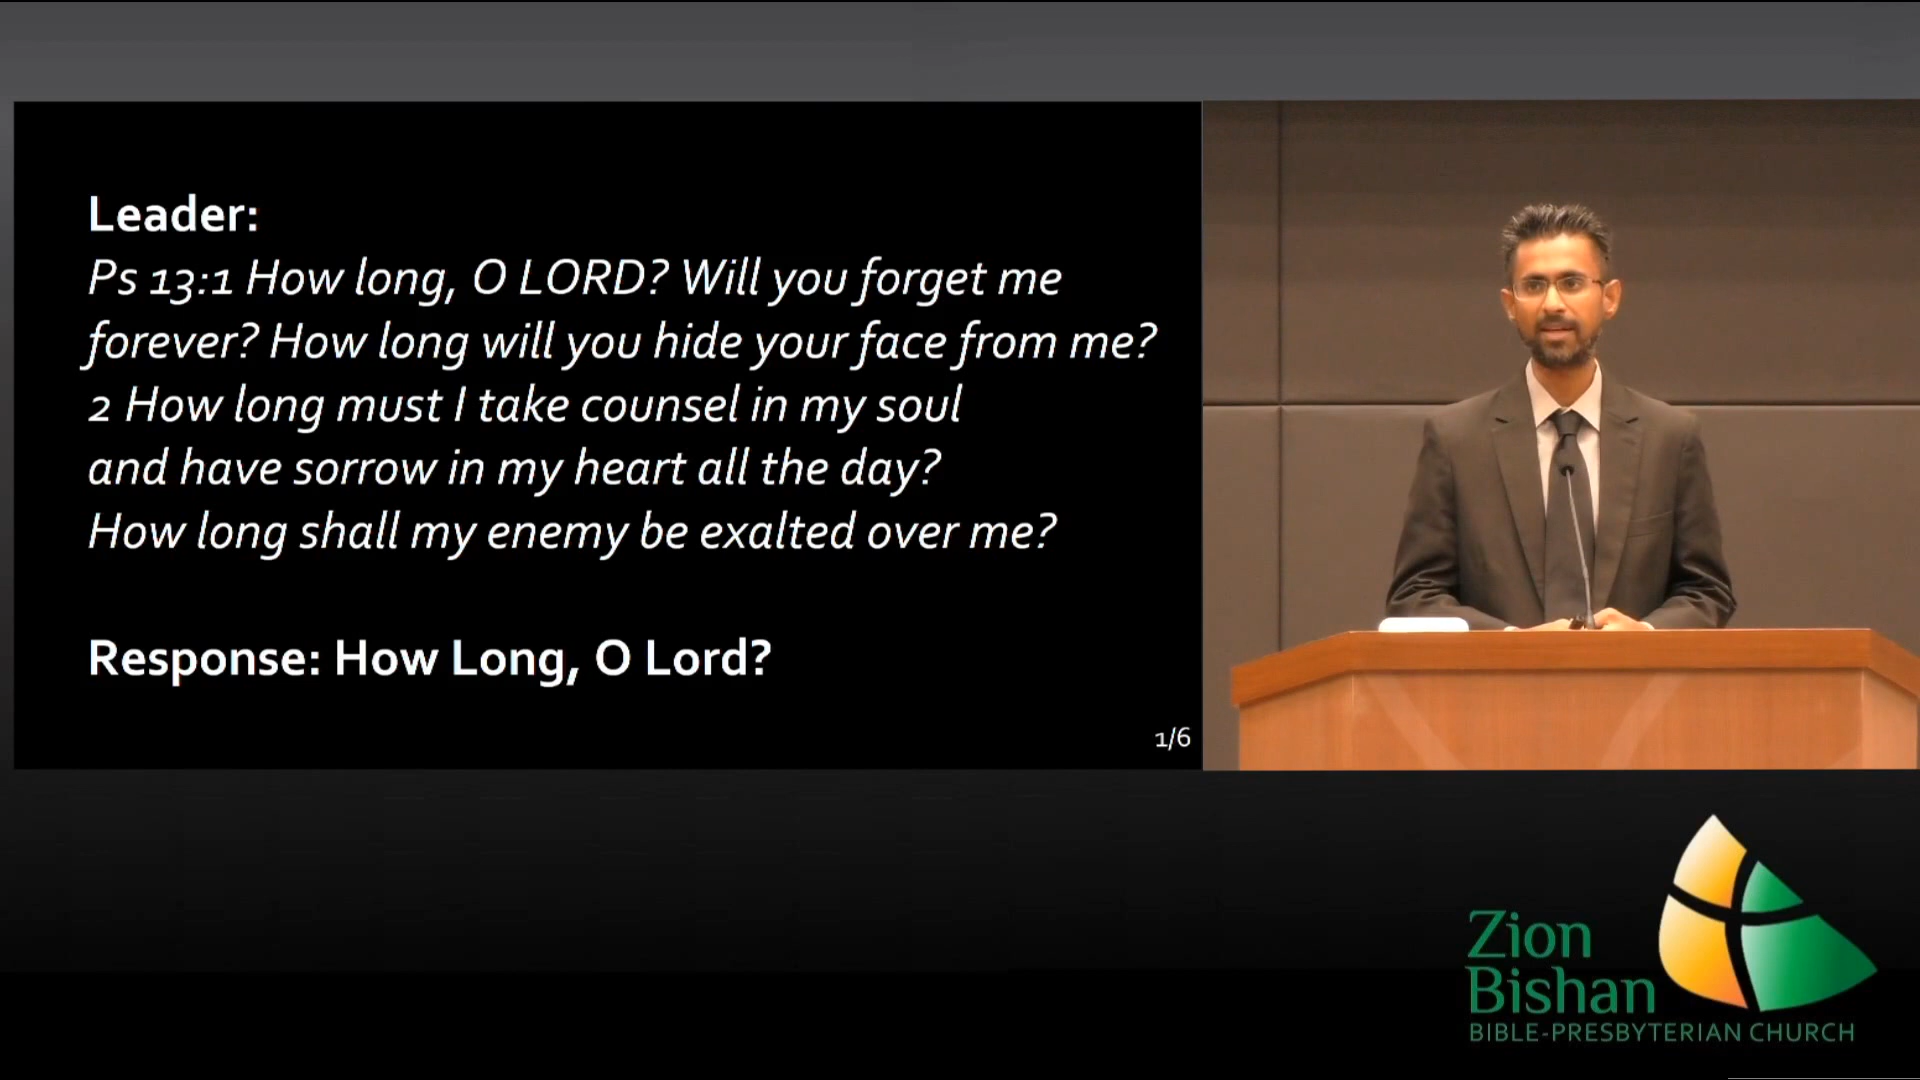 Leader:
Ps 13:1 How long, O LORD? Will you forget me
forever? How long will you hide your face from me?
2 How long must I take counsel in my soul
and have sorrow in my heart all the day?
How long shall my enemy be exalted over me?
Response: How Long, O Lord?
1/6
Zion
Bishan
BIBLE-PRESBYTERIAN CHURCH